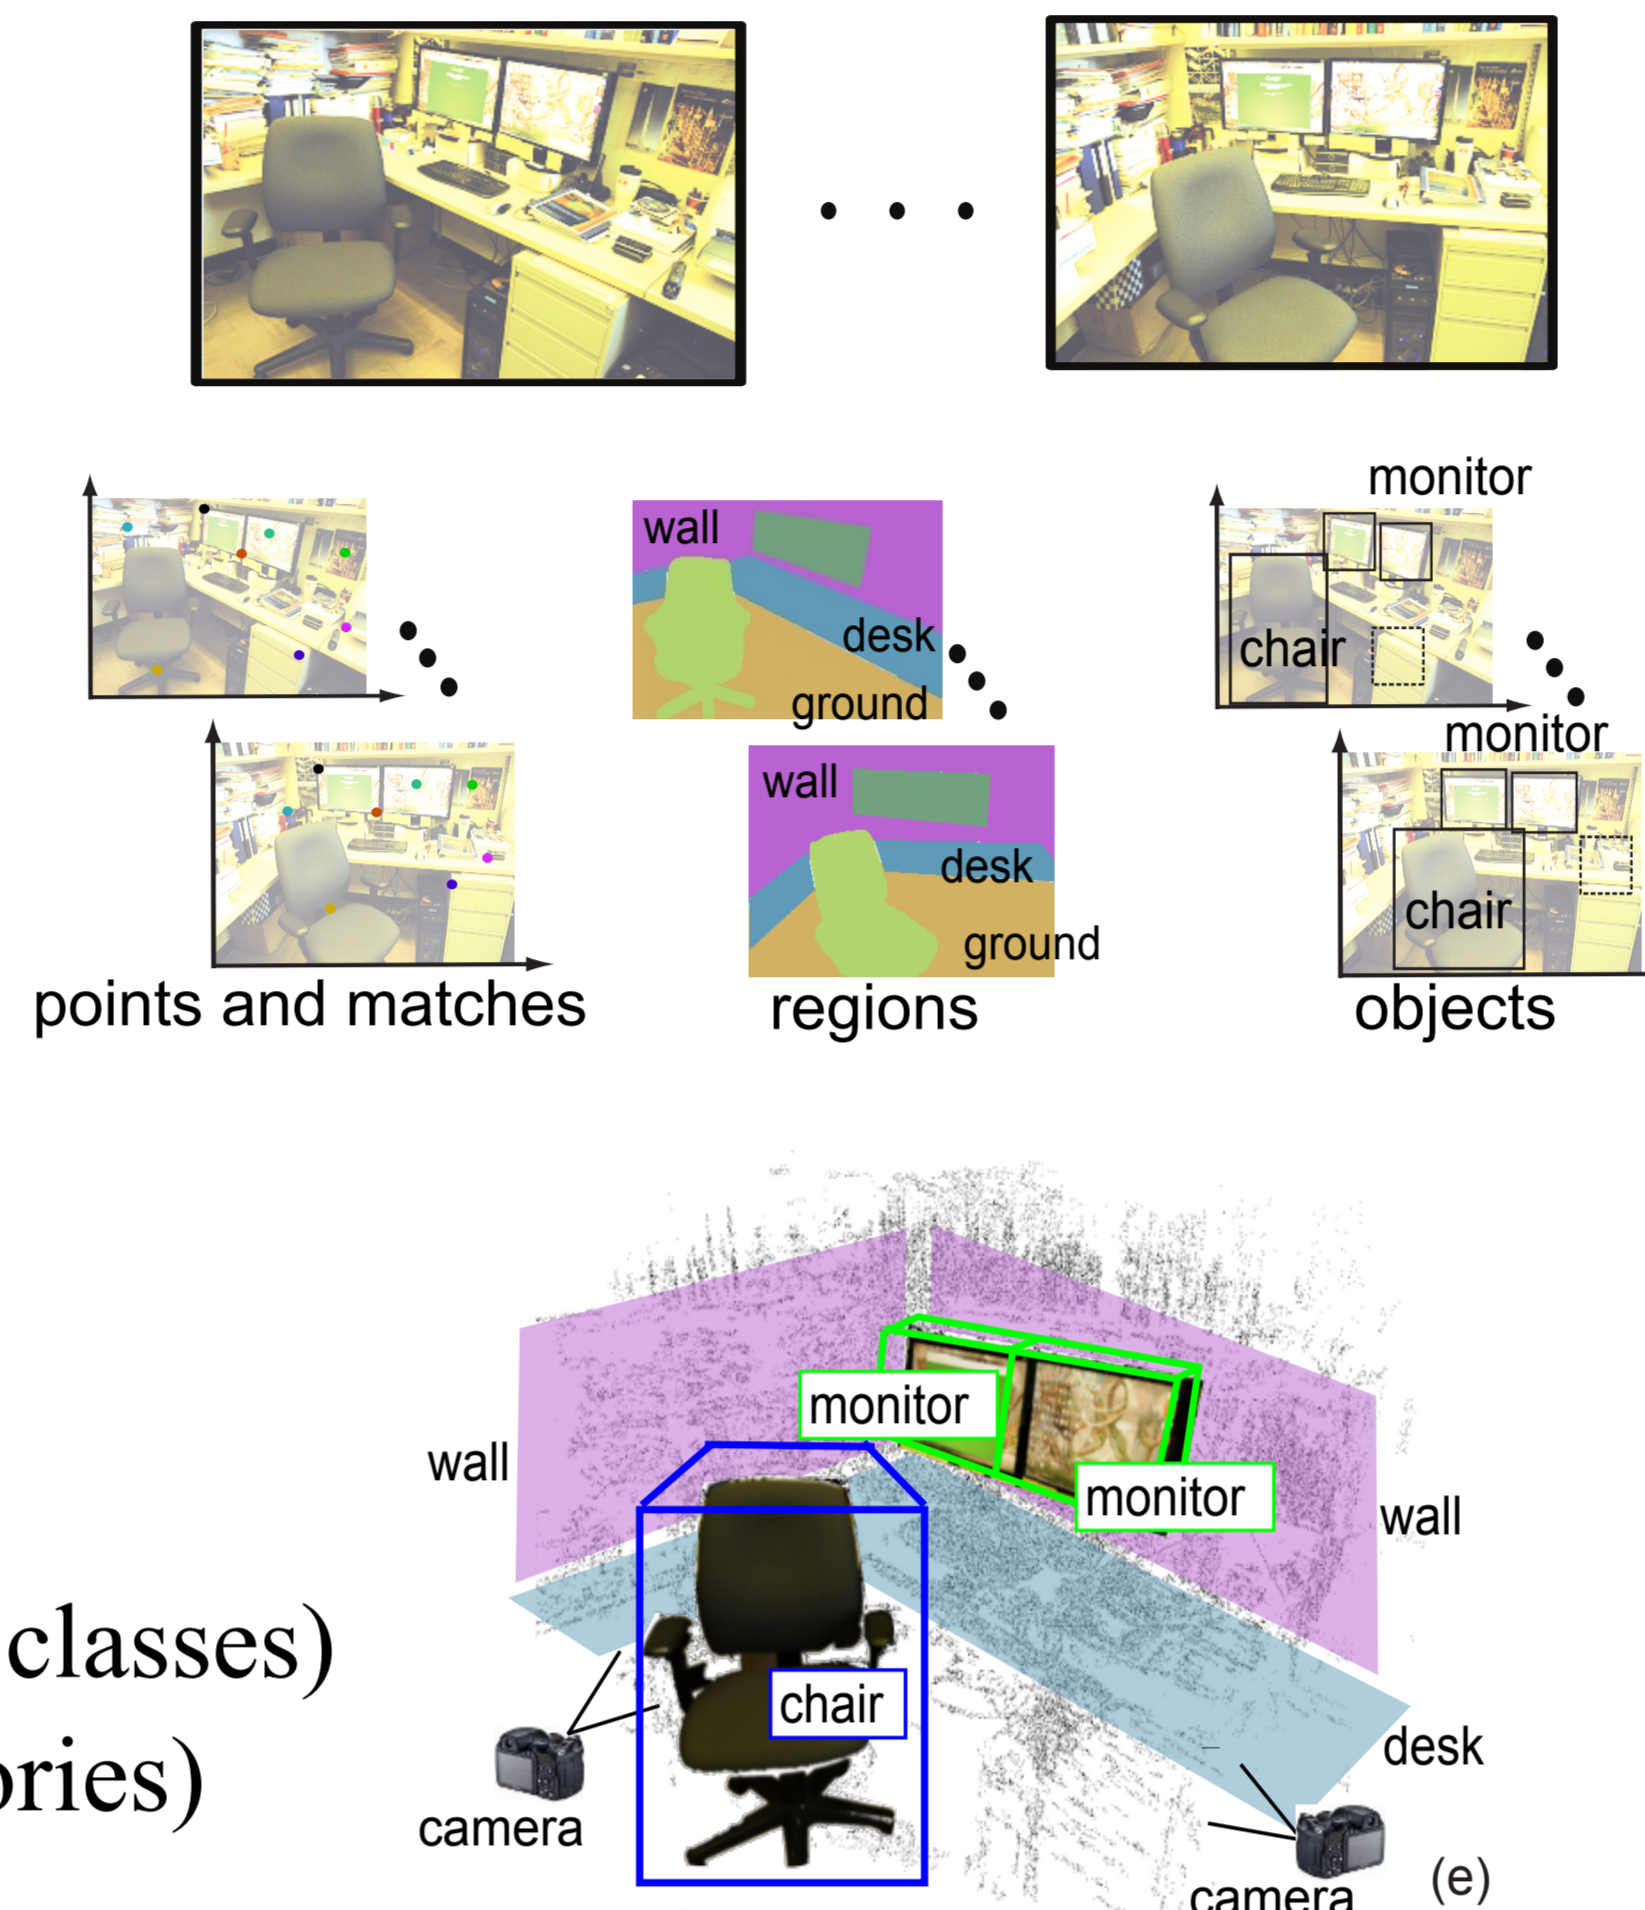 monitor
wall
desk
chair
ground
monitor
wall
desk
chair
ground
points and matches
regions
objects
monitor
wall
monitor
wall
classes)
chair
desk
ories)
camera
(e)
camera